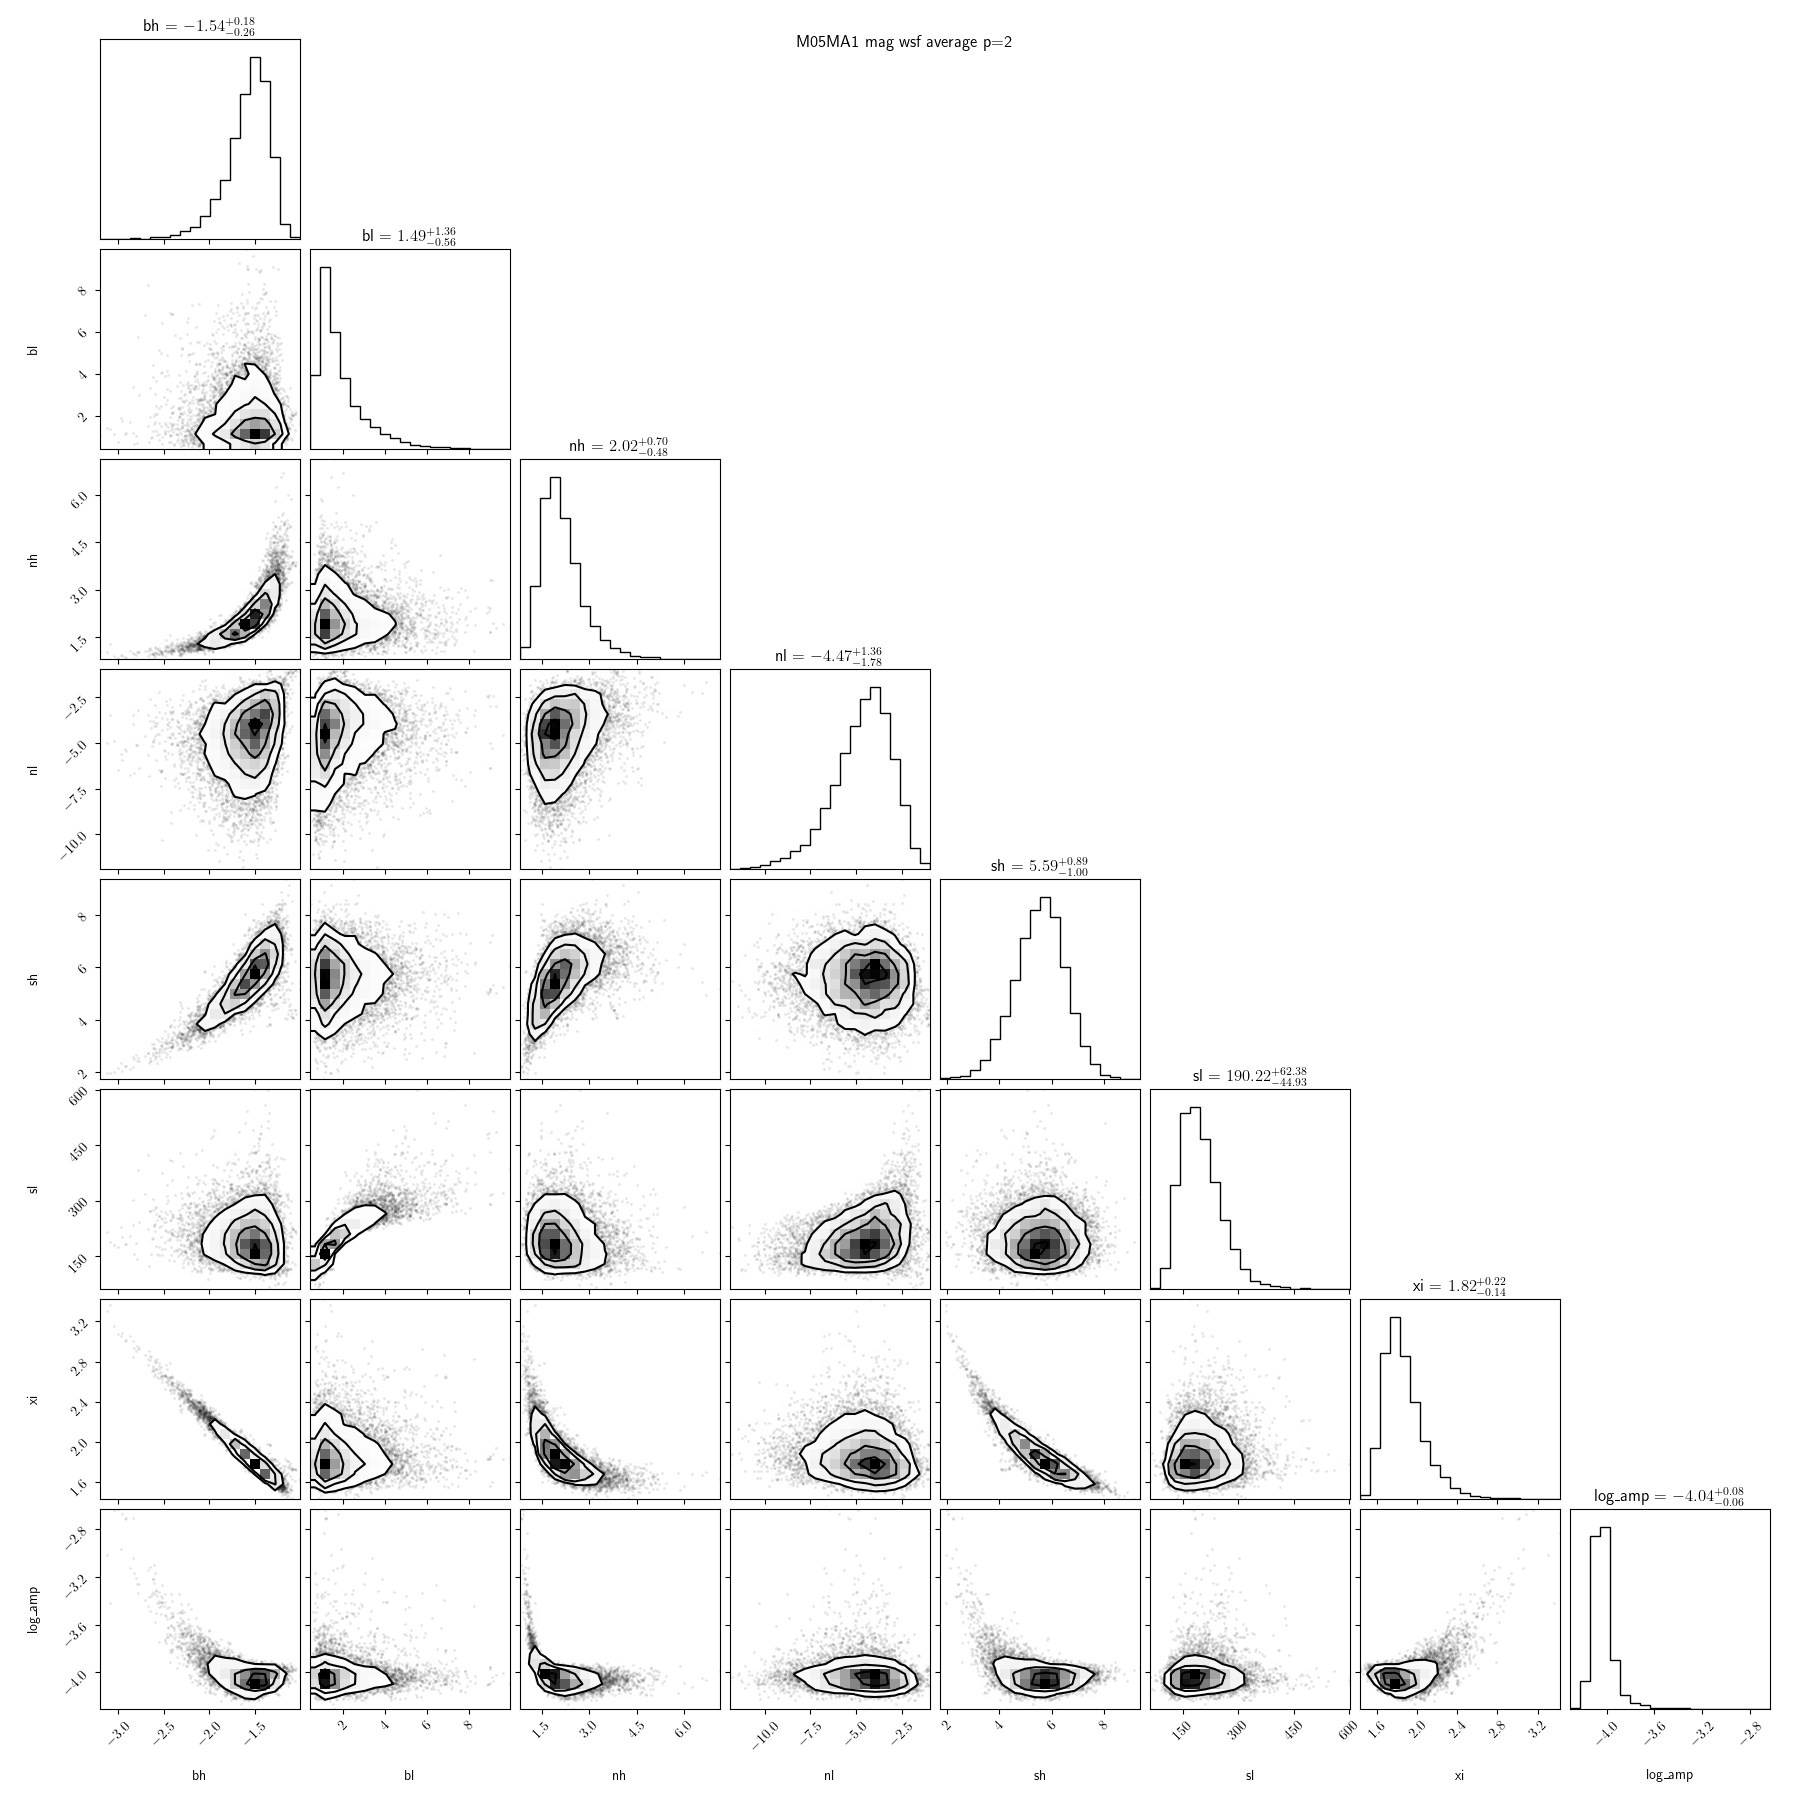 M05MA1 mag wsf average p=2
bh = −1.54 +0.18 −0.26
bl = 1.49 +1.36 −0.56
bl
8
6
4
2
nh = 2.02 +0.70 −0.48
nh
6.0
4.5
3.0
1.5
nl = −4.47 +1.36 −1.78
nl
−2.5
−5.0
−7.5
−10.0
sh = 5.59 +0.89 −1.00
sh
8
6
4
2
sl = 190.22 +62.38 −44.93
sl
600
450
300
150
xi = 1.82 +0.22 −0.14
xi
3.2
2.8
2.4
2.0
1.6
log_amp = −4.04 +0.08 −0.06
log_amp
−2.8
−3.2
−3.6
−4.0
−3.0 −2.5 −2.0 −1.5 2 4 6 8 1.5 3.0 4.5 6.0 −10.0 −7.5 −5.0 −2.5 2 4 6 8 150 300 450 600 1.6 2.0 2.4 2.8 3.2 −4.0 −3.6 −3.2 −2.8
bh bl nh nl sh sl xi log_amp